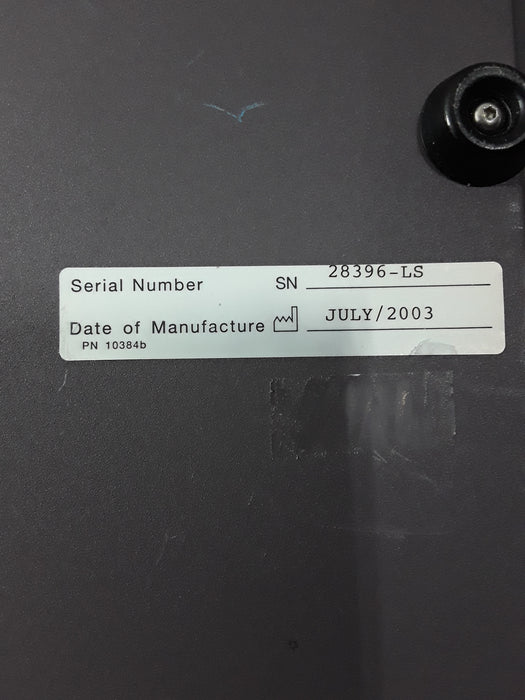 Serial Number SN 28396-LS
Date of Manufacture JULY/2003
PN 10384b